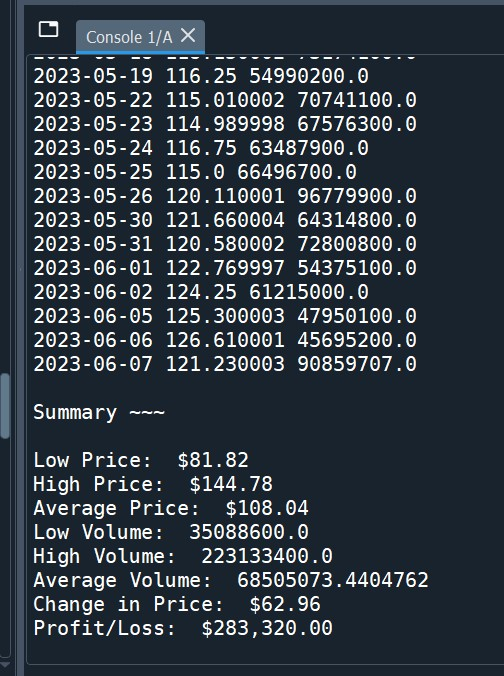 Console 1/A
2023-05-19 116.25 54990200.0
2023-05-22 115.010002 70741100.0
2023-05-23 114.989998 67576300.0
2023-05-24 116.75 63487900.0
2023-05-25 115.0 66496700.0
2023-05-26 120.110001 96779900.0
2023-05-30 121.660004 64314800.0
2023-05-31 120.580002 72800800.0
2023-06-01 122.769997 54375100.0
2023-06-02 124.25 61215000.0
2023-06-05 125.300003 47950100.0
2023-06-06 126.610001 45695200.0
2023-06-07 121.230003 90859707.0
Summary ~~~
Low Price:  $81.82
High Price:  $144.78
Average Price:  $108.04
Low Volume:  35088600.0
High Volume:  223133400.0
Average Volume:  68505073.4404762
Change in Price:  $62.96
Profit/Loss:  $283,320.00